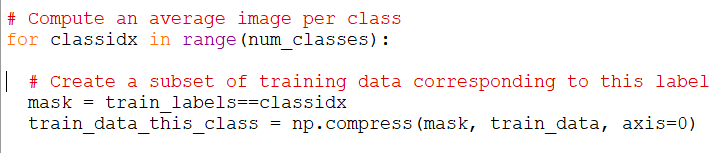 # Compute an average image per class
for classidx in range(num_classes):
# Create a subset of training data corresponding to this label
mask = train_labels==classidx
train_data_this_class = np.compress(mask, train_data, axis=0)